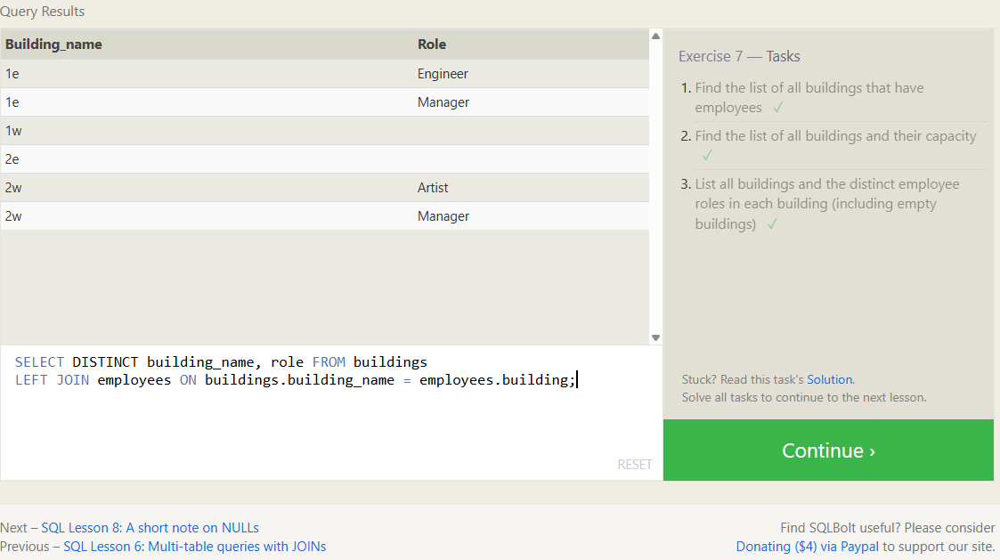 Query Results
Building_name Role
1e Engineer
1e Manager
1w
2e
2w Artist
2w Manager
SELECT DISTINCT building_name, role FROM buildings
LEFT JOIN employees ON buildings.building_name = employees.building;
RESET
Exercise 7 — Tasks
1. Find the list of all buildings that have
employees ✓
2. Find the list of all buildings and their capacity
✓
3. List all buildings and the distinct employee
roles in each building (including empty
buildings) ✓
Stuck? Read this task's Solution.
Solve all tasks to continue to the next lesson.
Continue ›
Next – SQL Lesson 8: A short note on NULLs
Previous – SQL Lesson 6: Multi-table queries with JOINs
Find SQLBolt useful? Please consider
Donating ($4) via Paypal to support our site.